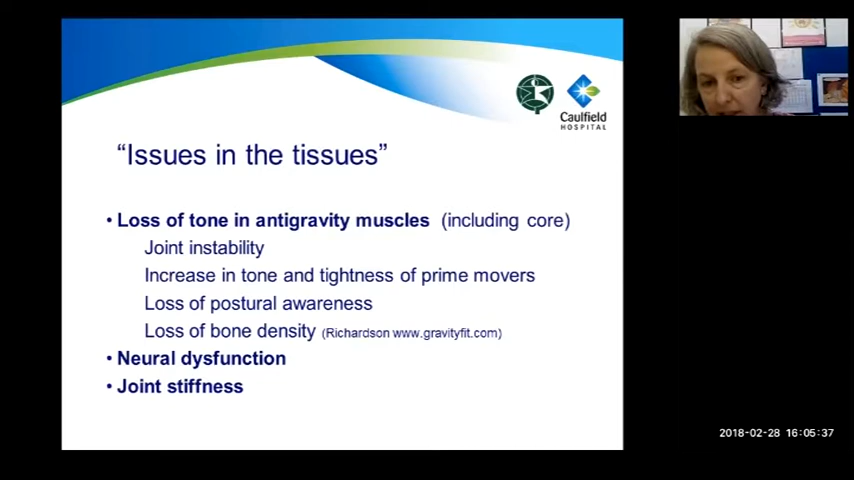 Caulfield
HOSPITAL
“Issues in the tissues”
• Loss of tone in antigravity muscles (including core)
Joint instability
Increase in tone and tightness of prime movers
Loss of postural awareness
Loss of bone density (Richardson www.gravityfit.com)
• Neural dysfunction
• Joint stiffness
2018-02-28 16:05:37